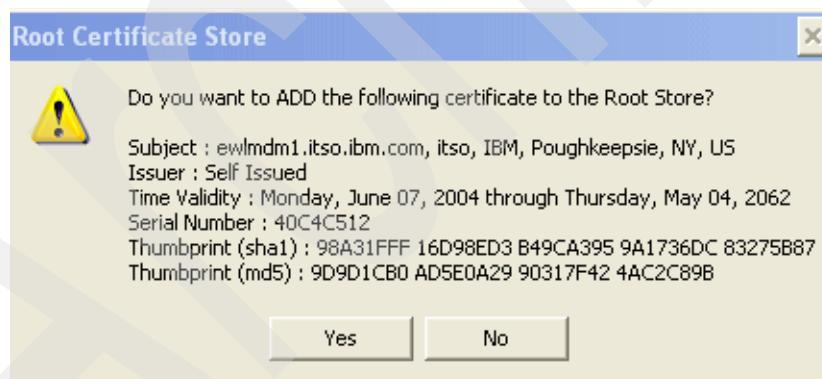 Root Certificate Store
Do you want to ADD the following certificate to the Root Store?
Subject : ewlmdm1.itso.ibm.com, itso, IBM, Poughkeepsie, NY, US
Issuer : Self Issued
Time Validity : Monday, June 07, 2004 through Thursday, May 04, 2062
Serial Number : 40C4C512
Thumbprint (sha1) : 98A31FFF 16D98ED3 B49CA395 9A1736DC 83275B87
Thumbprint (md5) : 9D9D1CB0 AD5E0A29 90317F42 4AC2C89B
Yes No